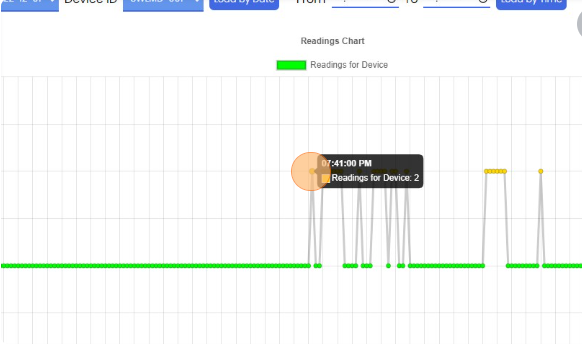 Device ID Load by Date From To Load by Time
Readings Chart
Readings for Device
07:41:00 PM
Readings for Device: 2